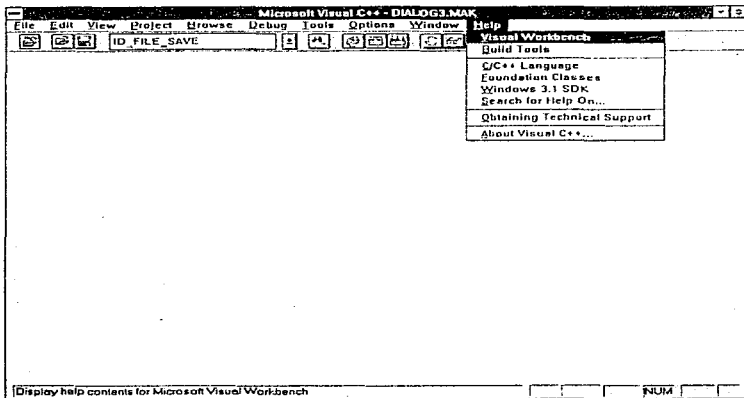 Microsoft Visual C++ - DIALOG3.MAK
File Edit View Project Browse Debug Tools Options Window Help
ID_FILE_SAVE
Visual Workbench
Build Tools
C/C++ Language
Foundation Classes
Windows 3.1 SDK
Search for Help On...
Obtaining Technical Support
About Visual C++...
Display help contents for Microsoft Visual Workbench
NUM